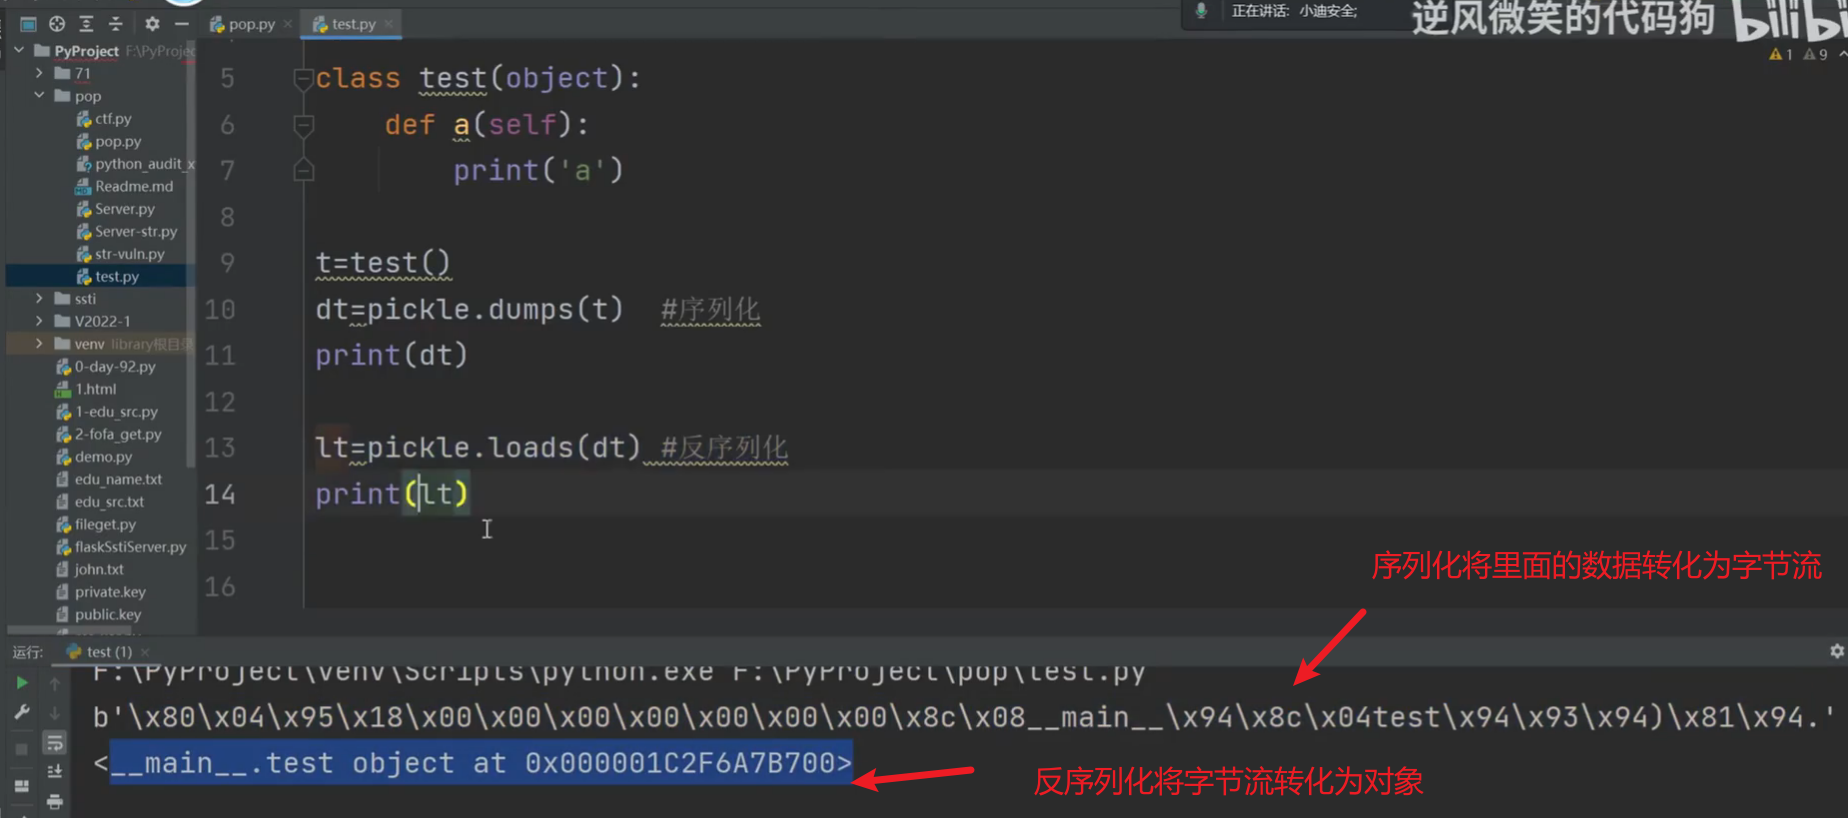 正在讲话: 小迪安全;
逆风微笑的代码狗
pop.py
test.py
1
9
PyProject F:\PyProjec
71
pop
ctf.py
pop.py
python_audit_x
Readme.md
Server.py
Server-str.py
str-vuln.py
test.py
ssti
V2022-1
venv library根目录
0-day-92.py
1.html
1-edu_src.py
2-fofa_get.py
demo.py
edu_name.txt
edu_src.txt
fileget.py
flaskSstiServer.py
john.txt
private.key
public.key
5 class test(object):
6 def a(self):
7 print('a')
8
9 t=test()
10 dt=pickle.dumps(t) #序列化
11 print(dt)
12
13 lt=pickle.loads(dt) #反序列化
14 print(lt)
15
16
序列化将里面的数据转化为字节流
运行: test (1)
F:\PyProject\venv\Scripts\python.exe F:\PyProject\pop\test.py
b'\x80\x04\x95\x18\x00\x00\x00\x00\x00\x00\x00\x8c\x08__main__\x94\x8c\x04test\x94\x93\x94)\x81\x94.'
<__main__.test object at 0x000001C2F6A7B700>
反序列化将字节流转化为对象